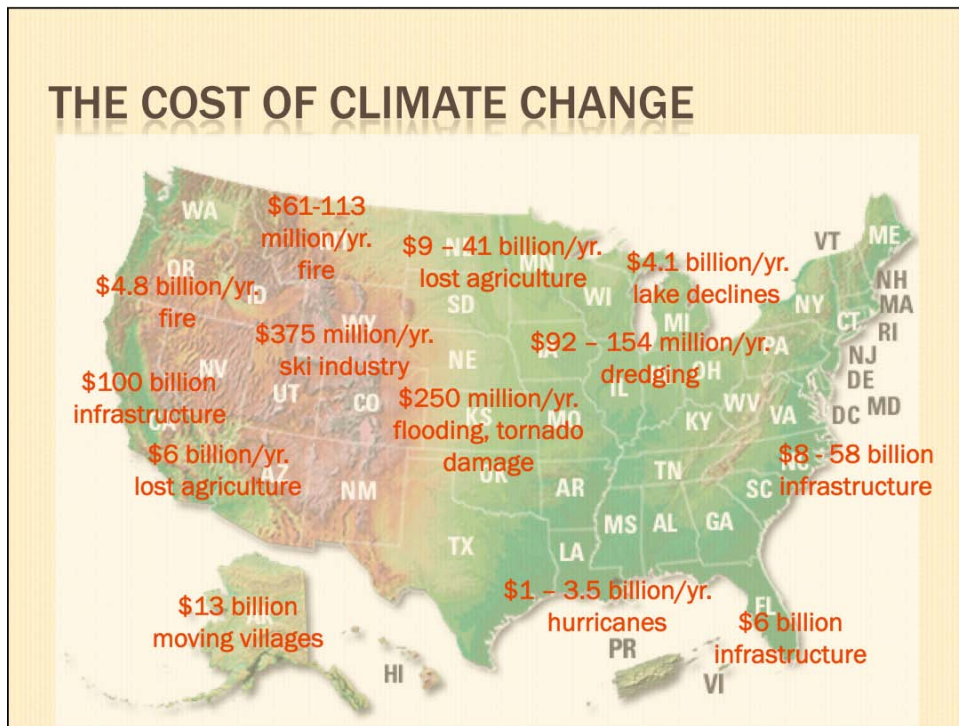 THE COST OF CLIMATE CHANGE
WA
$61-113
million/yr.
fire
$9 – 41 billion/yr.
lost agriculture
MN
VT
ME
$4.1 billion/yr.
lake declines
NH
MA
OR
$4.8 billion/yr.
fire
ID
SD
WI
MI
NY
CT
RI
$375 million/yr.
ski industry
WY
NE
IA
$92 – 154 million/yr.
dredging
PA
NJ
DE
$100 billion
infrastructure
NV
UT
CO
$250 million/yr.
flooding, tornado
damage
KS
MO
IL
OH
KY
WV
VA
DC
MD
CA
$6 billion/yr.
lost agriculture
AZ
NM
OK
AR
TN
NC
$8 - 58 billion
infrastructure
SC
MS
AL
GA
TX
LA
$13 billion
moving villages
AK
$1 – 3.5 billion/yr.
hurricanes
FL
$6 billion
infrastructure
HI
PR
VI